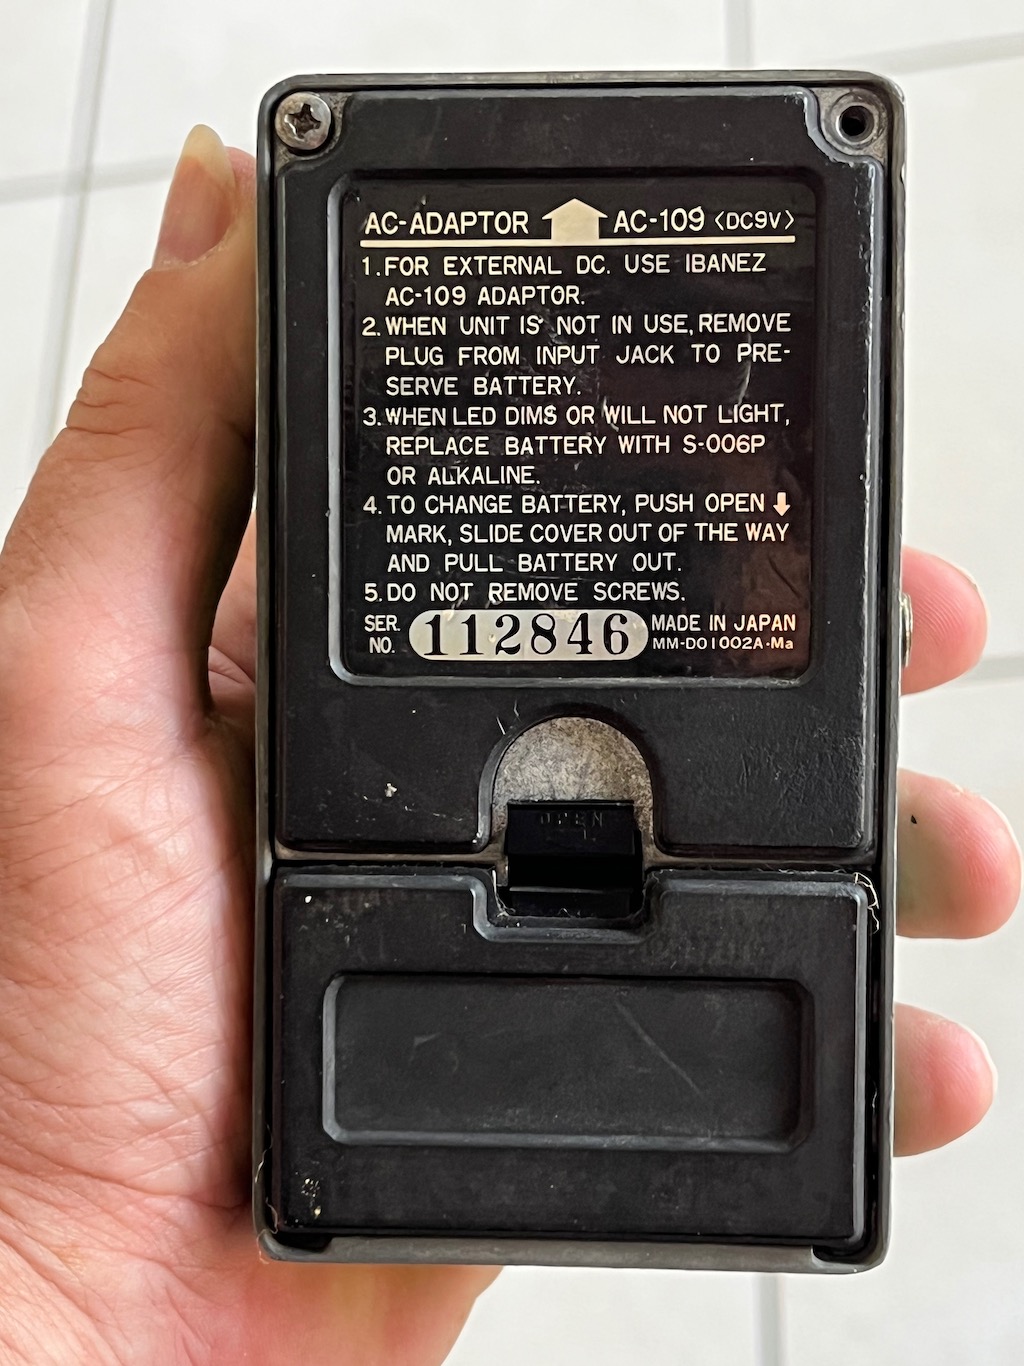 AC-ADAPTOR AC-109 <DC9V>
1. FOR EXTERNAL DC. USE IBANEZ
AC-109 ADAPTOR.
2. WHEN UNIT IS NOT IN USE, REMOVE
PLUG FROM INPUT JACK TO PRE-
SERVE BATTERY.
3. WHEN LED DIMS OR WILL NOT LIGHT,
REPLACE BATTERY WITH S-006P
OR ALKALINE.
4. TO CHANGE BATTERY, PUSH OPEN ⬇
MARK, SLIDE COVER OUT OF THE WAY
AND PULL BATTERY OUT.
5. DO NOT REMOVE SCREWS.
SER. NO. 112846 MADE IN JAPAN
MM-DO1002A·Ma
OPEN